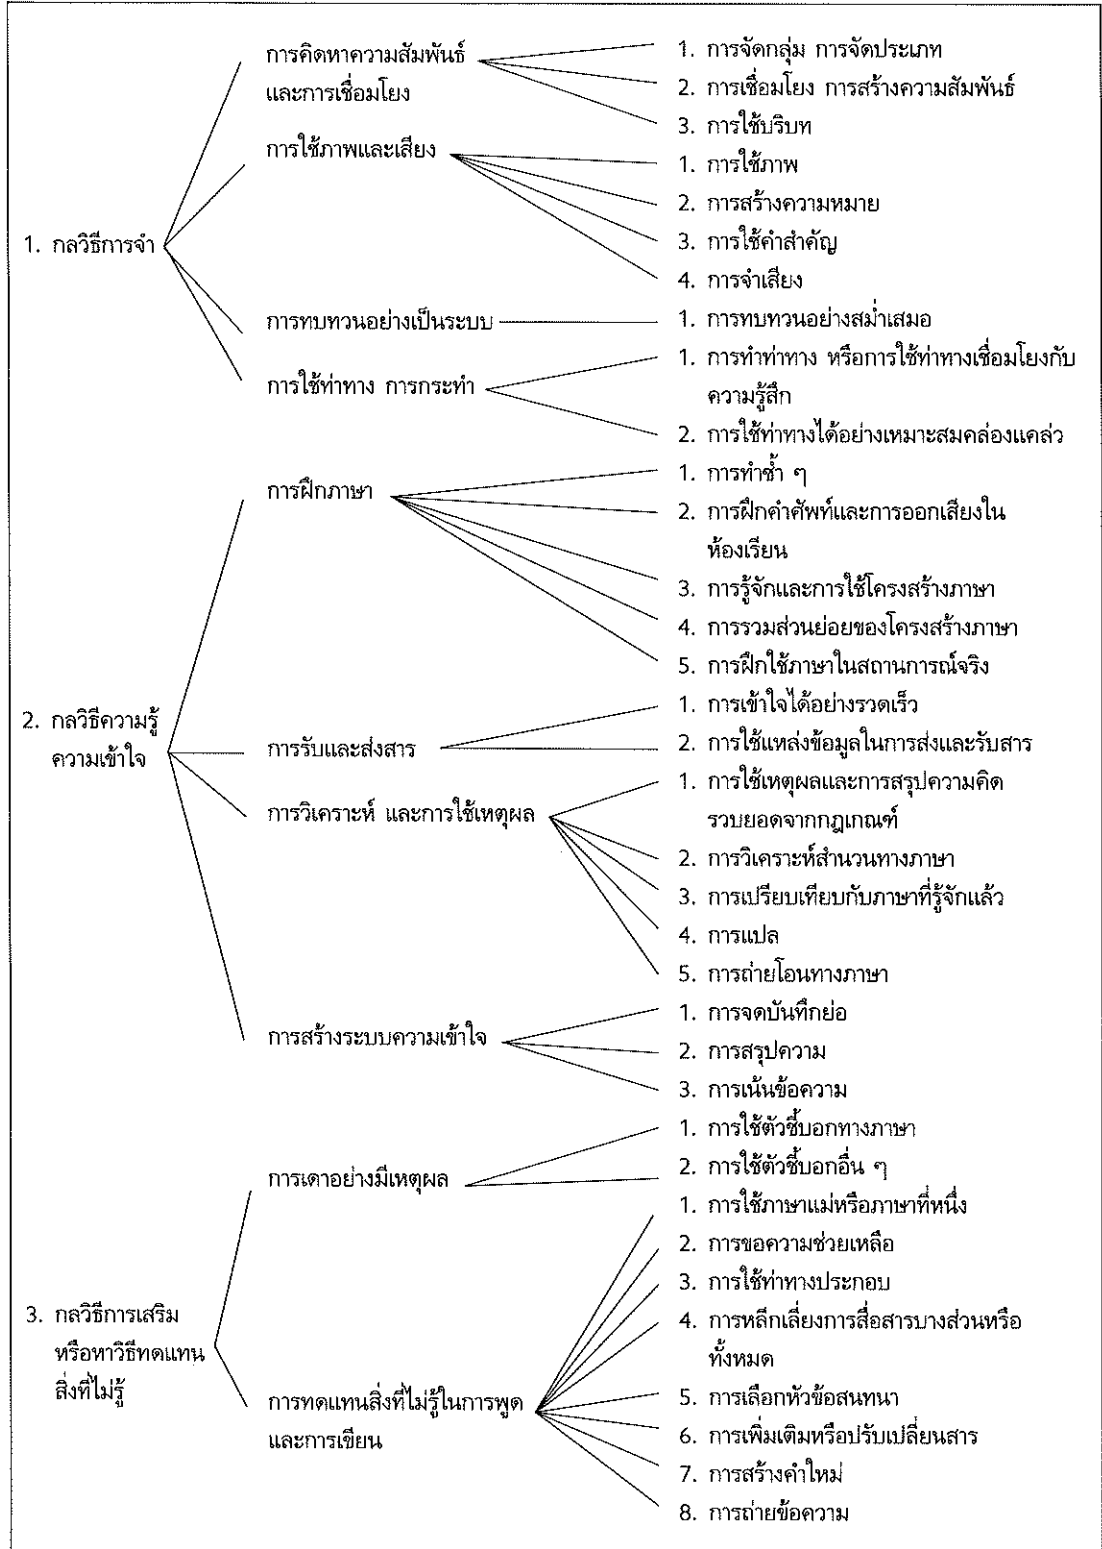 การคิดหาความสัมพันธ์
และการเชื่อมโยง
1. การจัดกลุ่ม การจัดประเภท
2. การเชื่อมโยง การสร้างความสัมพันธ์
3. การใช้บริบท
การใช้ภาพและเสียง
1. การใช้ภาพ
2. การสร้างความหมาย
3. การใช้คำสำคัญ
4. การจำเสียง
1. กลวิธีการจำ
การทบทวนอย่างเป็นระบบ
1. การทบทวนอย่างสม่ำเสมอ
การใช้ท่าทาง การกระทำ
1. การทำท่าทาง หรือการใช้ท่าทางเชื่อมโยงกับ
ความรู้สึก
2. การใช้ท่าทางได้อย่างเหมาะสมคล่องแคล่ว
การฝึกภาษา
1. การทำซ้ำ ๆ
2. การฝึกคำศัพท์และการออกเสียงใน
ห้องเรียน
3. การรู้จักและการใช้โครงสร้างภาษา
4. การรวมส่วนย่อยของโครงสร้างภาษา
5. การฝึกใช้ภาษาในสถานการณ์จริง
2. กลวิธีความรู้
ความเข้าใจ
การรับและส่งสาร
1. การเข้าใจได้อย่างรวดเร็ว
2. การใช้แหล่งข้อมูลในการส่งและรับสาร
การวิเคราะห์ และการใช้เหตุผล
1. การใช้เหตุผลและการสรุปความคิด
รวบยอดจากกฎเกณฑ์
2. การวิเคราะห์สำนวนทางภาษา
3. การเปรียบเทียบกับภาษาที่รู้จักแล้ว
4. การแปล
5. การถ่ายโอนทางภาษา
การสร้างระบบความเข้าใจ
1. การจดบันทึกย่อ
2. การสรุปความ
3. การเน้นข้อความ
การเดาอย่างมีเหตุผล
1. การใช้ตัวชี้บอกทางภาษา
2. การใช้ตัวชี้บอกอื่น ๆ
3. กลวิธีการเสริม
หรือหาวิธีทดแทน
สิ่งที่ไม่รู้
การทดแทนสิ่งที่ไม่รู้ในการพูด
และการเขียน
1. การใช้ภาษาแม่หรือภาษาที่หนึ่ง
2. การขอความช่วยเหลือ
3. การใช้ท่าทางประกอบ
4. การหลีกเลี่ยงการสื่อสารบางส่วนหรือ
ทั้งหมด
5. การเลือกหัวข้อสนทนา
6. การเพิ่มเติมหรือปรับเปลี่ยนสาร
7. การสร้างคำใหม่
8. การถ่ายข้อความ